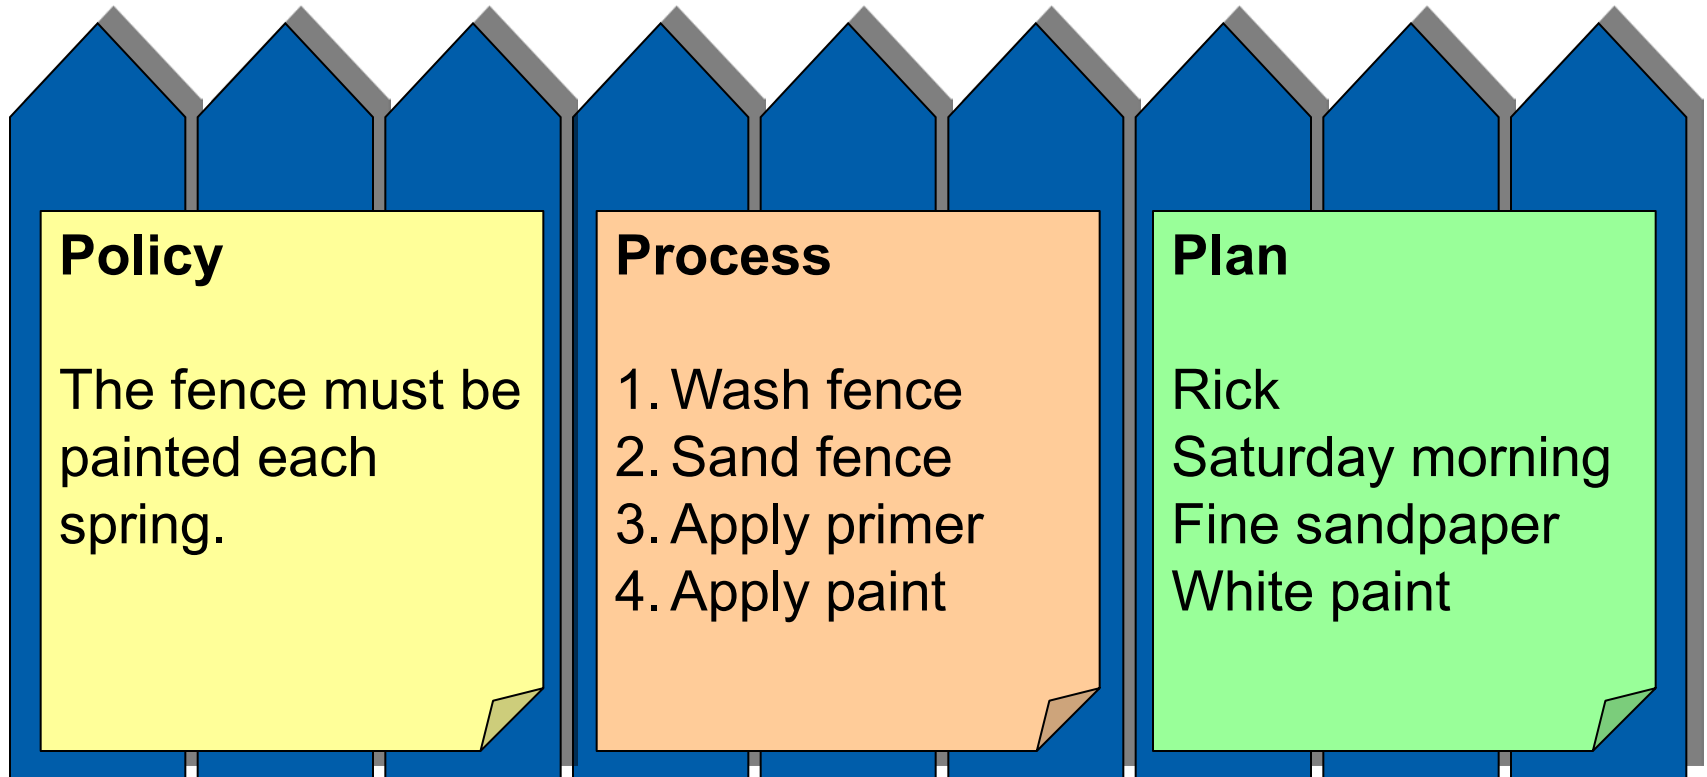 Policy
The fence must be
painted each
spring.
Process
1. Wash fence
2. Sand fence
3. Apply primer
4. Apply paint
Plan
Rick
Saturday morning
Fine sandpaper
White paint